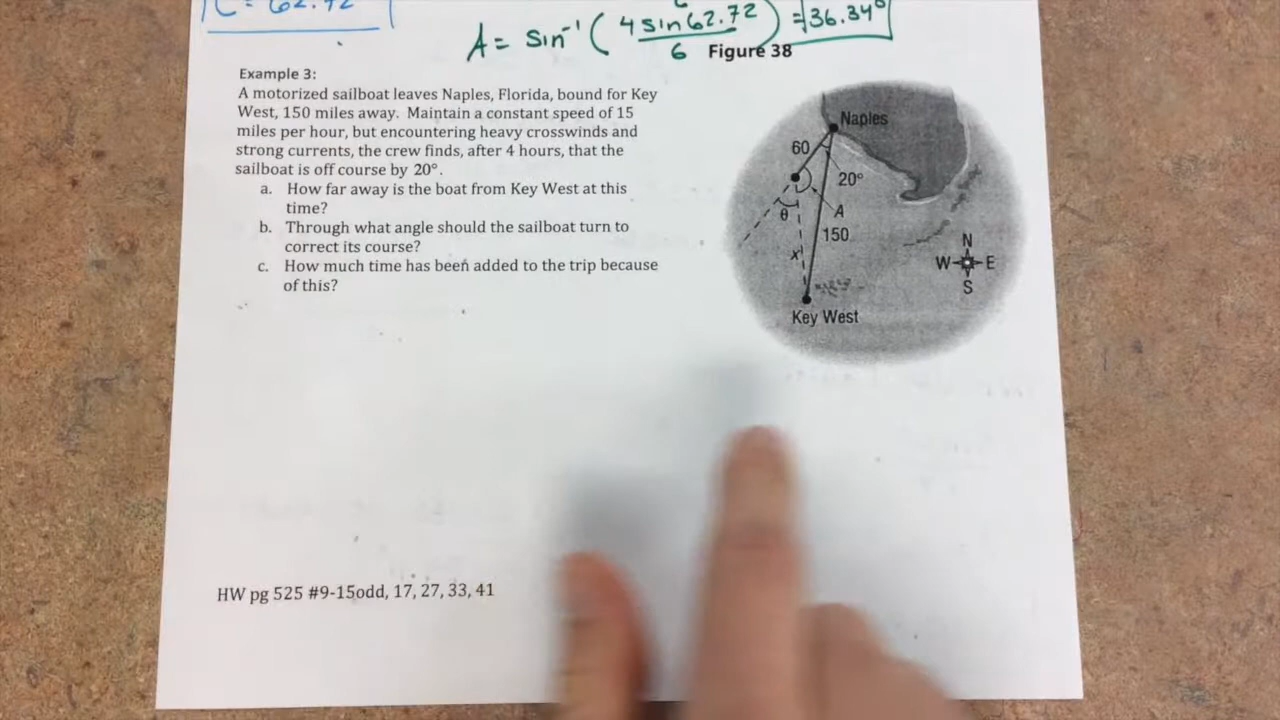 C = 62.72
A = sin⁻¹ ( 4 sin 62.72 / 6 ) = 36.34°
Figure 38
Example 3:
A motorized sailboat leaves Naples, Florida, bound for Key
West, 150 miles away. Maintain a constant speed of 15
miles per hour, but encountering heavy crosswinds and
strong currents, the crew finds, after 4 hours, that the
sailboat is off course by 20°.
a. How far away is the boat from Key West at this
time?
b. Through what angle should the sailboat turn to
correct its course?
c. How much time has been added to the trip because
of this?
Naples
60
20°
θ
A
150
x
N
W E
S
Key West
HW pg 525 #9-15odd, 17, 27, 33, 41